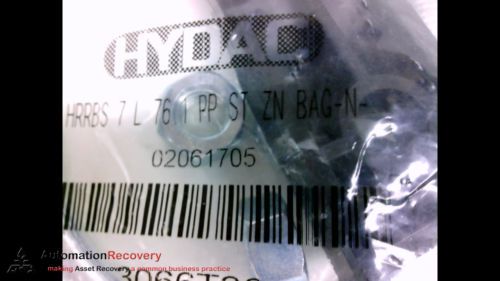 HYDAC
HRRBS 7 L 76,1 PP ST ZN BAG-N-
02061705
AutomationRecovery
making Asset Recovery a common business practice